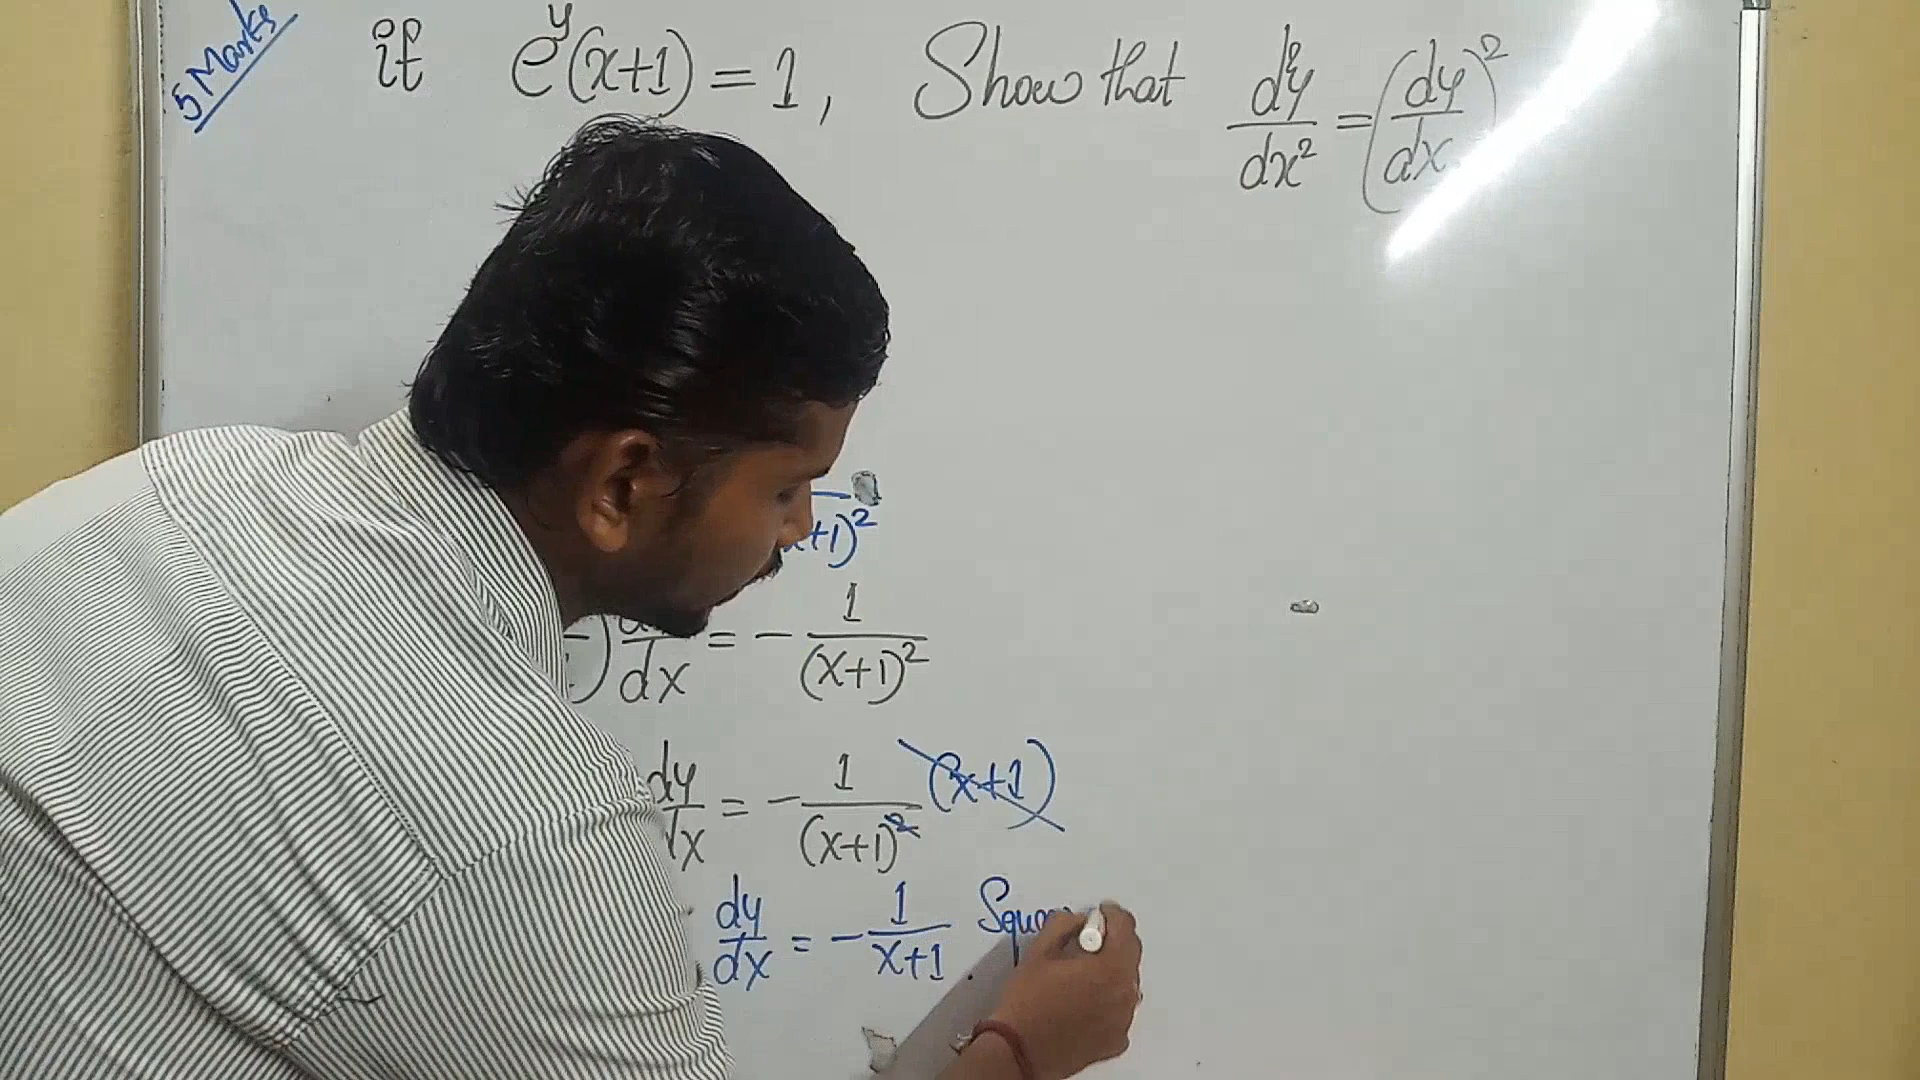 5 Marks
if e^y(x+1) = 1, Show that d²y/dx² = (dy/dx)²
+1)²
) /dx = - 1/(x+1)²
dy/dx = - 1/(x+1)² (x+1)
dy/dx = - 1/x+1 .